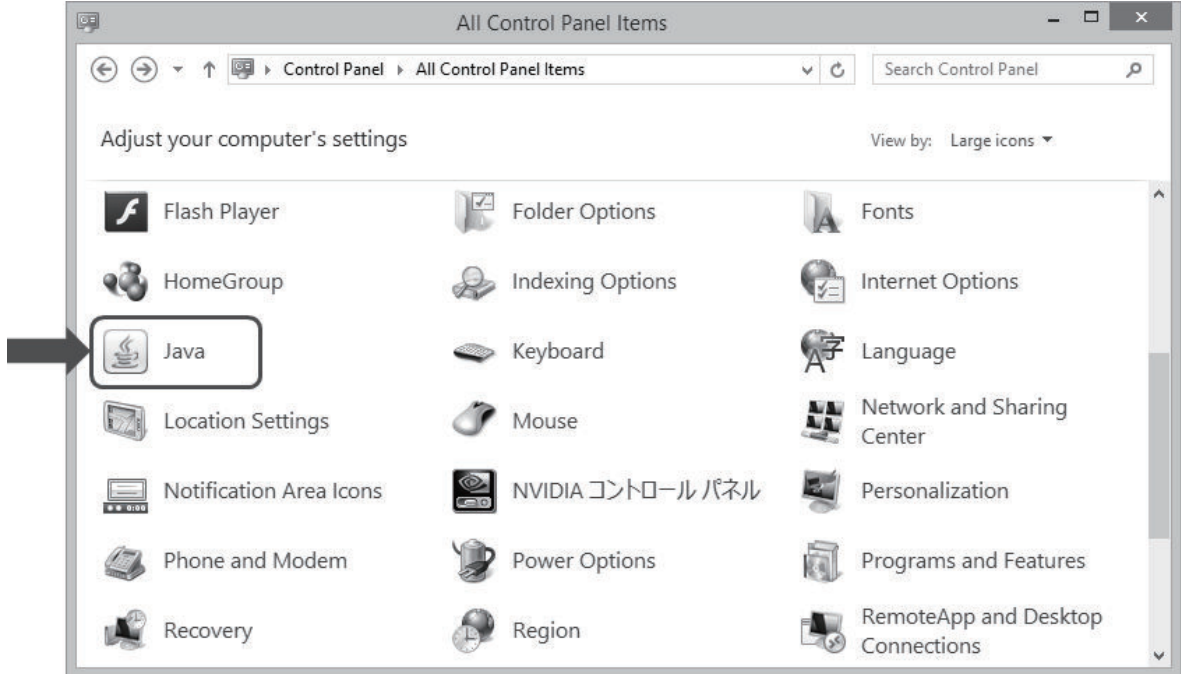 All Control Panel Items
Control Panel All Control Panel Items
Search Control Panel
Adjust your computer's settings
View by: Large icons
Flash Player
Folder Options
Fonts
HomeGroup
Indexing Options
Internet Options
Java
Keyboard
Language
Location Settings
Mouse
Network and Sharing
Center
Notification Area Icons
NVIDIA コントロール パネル
Personalization
Phone and Modem
Power Options
Programs and Features
Recovery
Region
RemoteApp and Desktop
Connections